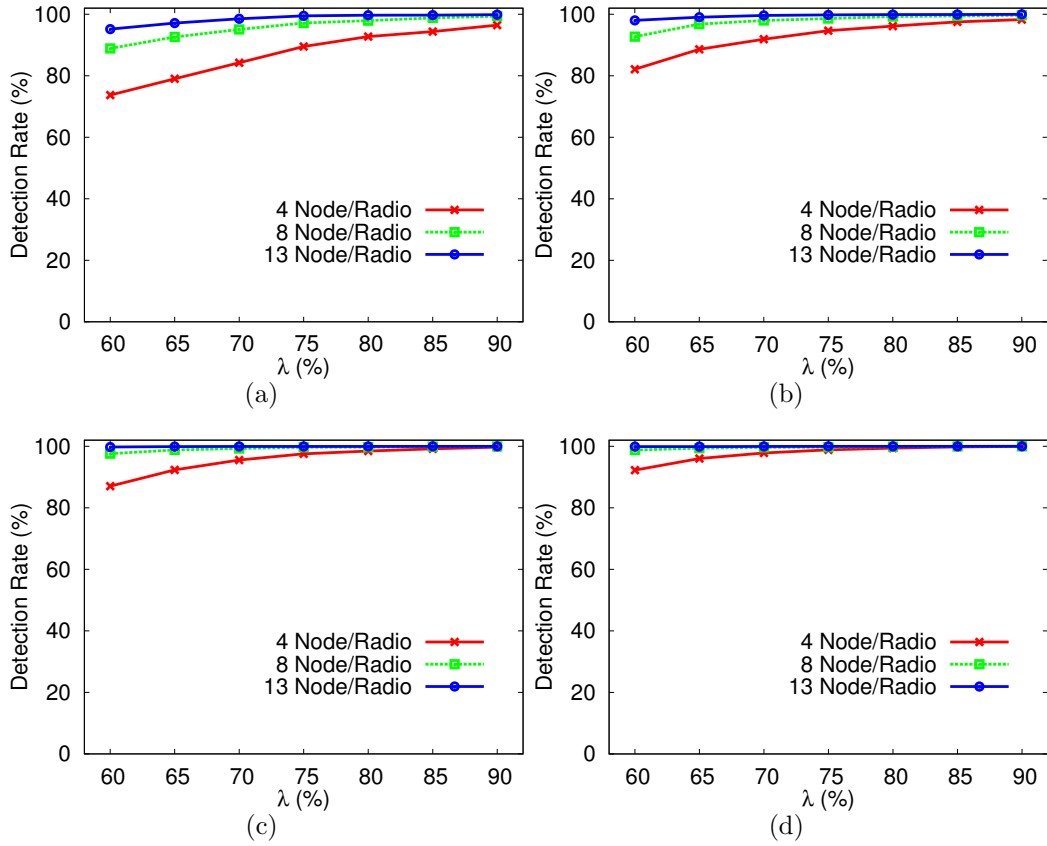 100
80
60
40
20
0
Detection Rate (%)
4 Node/Radio
8 Node/Radio
13 Node/Radio
60 65 70 75 80 85 90
λ (%)
(a)
100
80
60
40
20
0
Detection Rate (%)
4 Node/Radio
8 Node/Radio
13 Node/Radio
60 65 70 75 80 85 90
λ (%)
(b)
100
80
60
40
20
0
Detection Rate (%)
4 Node/Radio
8 Node/Radio
13 Node/Radio
60 65 70 75 80 85 90
λ (%)
(c)
100
80
60
40
20
0
Detection Rate (%)
4 Node/Radio
8 Node/Radio
13 Node/Radio
60 65 70 75 80 85 90
λ (%)
(d)